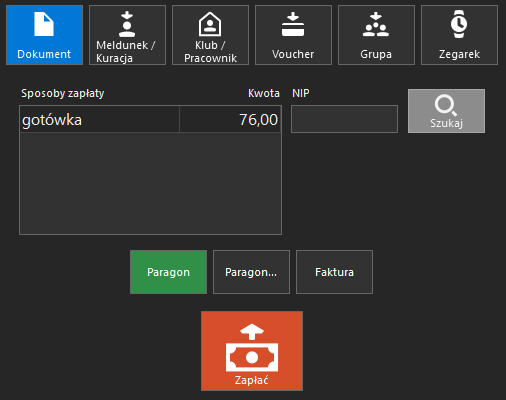 Dokument
Meldunek /
Kuracja
Klub /
Pracownik
Voucher
Grupa
Zegarek
Sposoby zapłaty Kwota NIP
gotówka 76,00
Szukaj
Paragon Paragon... Faktura
Zapłać